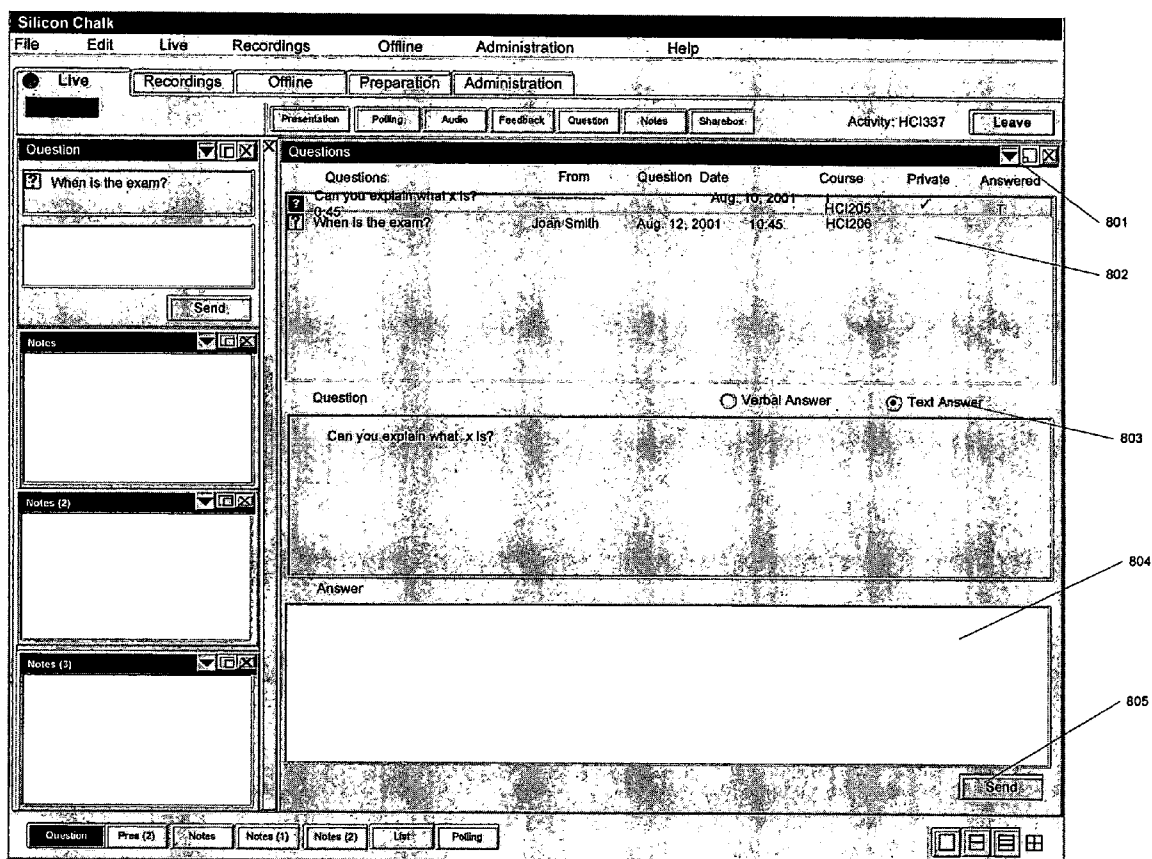 Silicon Chalk
File Edit Live Recordings Offline Administration Help
Live Recordings Offline Preparation Administration
Presentation Polling Audio Feedback Question Notes Sharebox Activity: HCI337 Leave
Question
When is the exam?
Send
Notes
Notes (2)
Notes (3)
Questions
Questions From Question Date Course Private Answered
? Can you explain what x is? Aug. 10, 2001 HCI205 ✓ T
0:45
? When is the exam? Joan Smith Aug. 12, 2001 10:45 HCI206
Question Verbal Answer Text Answer
Can you explain what x is?
Answer
Send
Question Pres (2) Notes Notes (1) Notes (2) List Polling
801
802
803
804
805